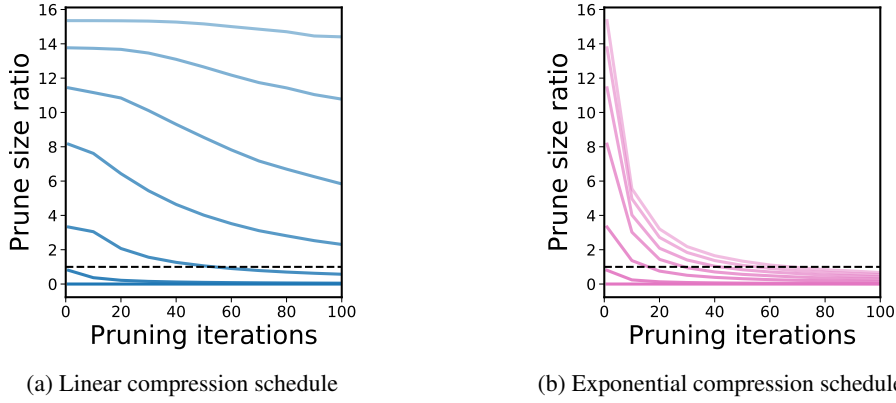 16
14
12
10
8
6
4
2
0
Prune size ratio
0 20 40 60 80 100
Pruning iterations
(a) Linear compression schedule
16
14
12
10
8
6
4
2
0
Prune size ratio
0 20 40 60 80 100
Pruning iterations
(b) Exponential compression schedule